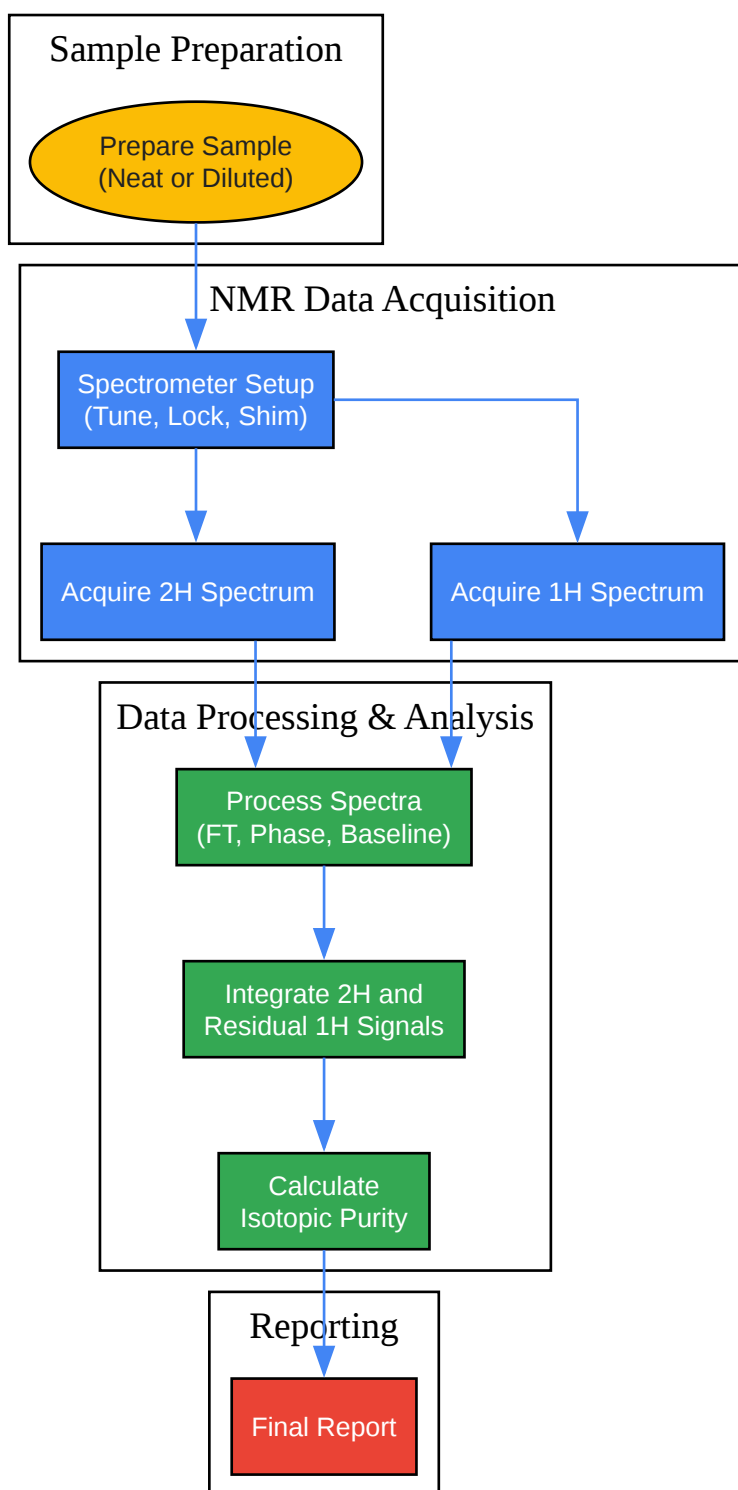 Sample Preparation
Prepare Sample
(Neat or Diluted)
NMR Data Acquisition
Spectrometer Setup
(Tune, Lock, Shim)
Acquire 2H Spectrum
Acquire 1H Spectrum
Data Processing & Analysis
Process Spectra
(FT, Phase, Baseline)
Integrate 2H and
Residual 1H Signals
Calculate
Isotopic Purity
Reporting
Final Report